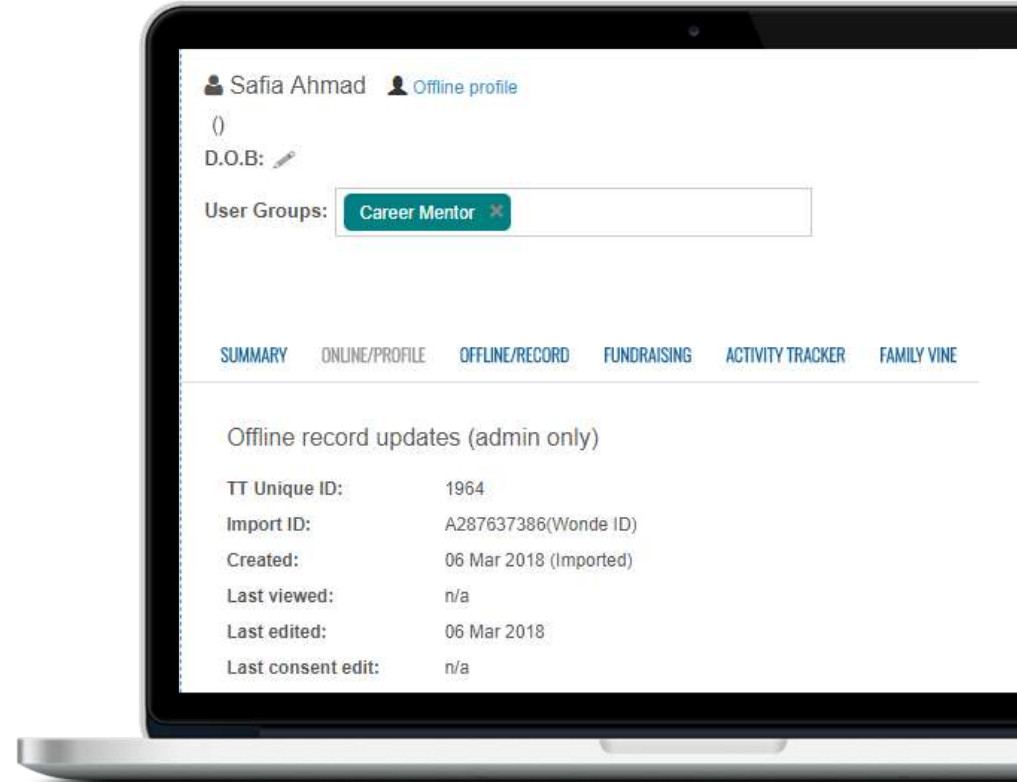 Safia Ahmad Offline profile
()
D.O.B:
User Groups: Career Mentor ×
SUMMARY ONLINE/PROFILE OFFLINE/RECORD FUNDRAISING ACTIVITY TRACKER FAMILY VINE
Offline record updates (admin only)
TT Unique ID: 1964
Import ID: A287637386(Wonde ID)
Created: 06 Mar 2018 (Imported)
Last viewed: n/a
Last edited: 06 Mar 2018
Last consent edit: n/a